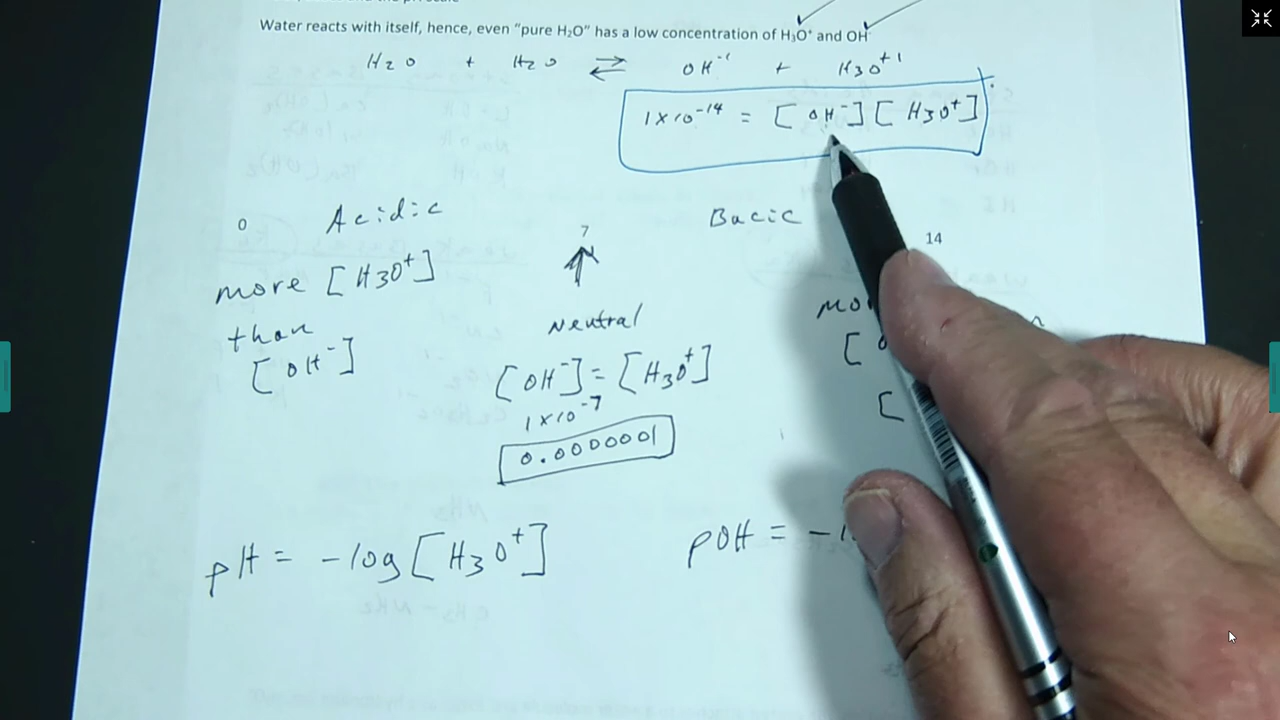 Water reacts with itself, hence, even “pure H₂O” has a low concentration of H₃O⁺ and OH⁻
H₂O + H₂O ⇌ OH⁻¹ + H₃O⁺¹
1×10⁻¹⁴ = [OH⁻][H₃O⁺]
0 Acidic 7 Bacic 14
more [H₃O⁺]
than
[OH⁻]
Neutral
[OH⁻] = [H₃O⁺]
1×10⁻⁷
0.0000001
pH = -log[H₃O⁺]
pOH = -